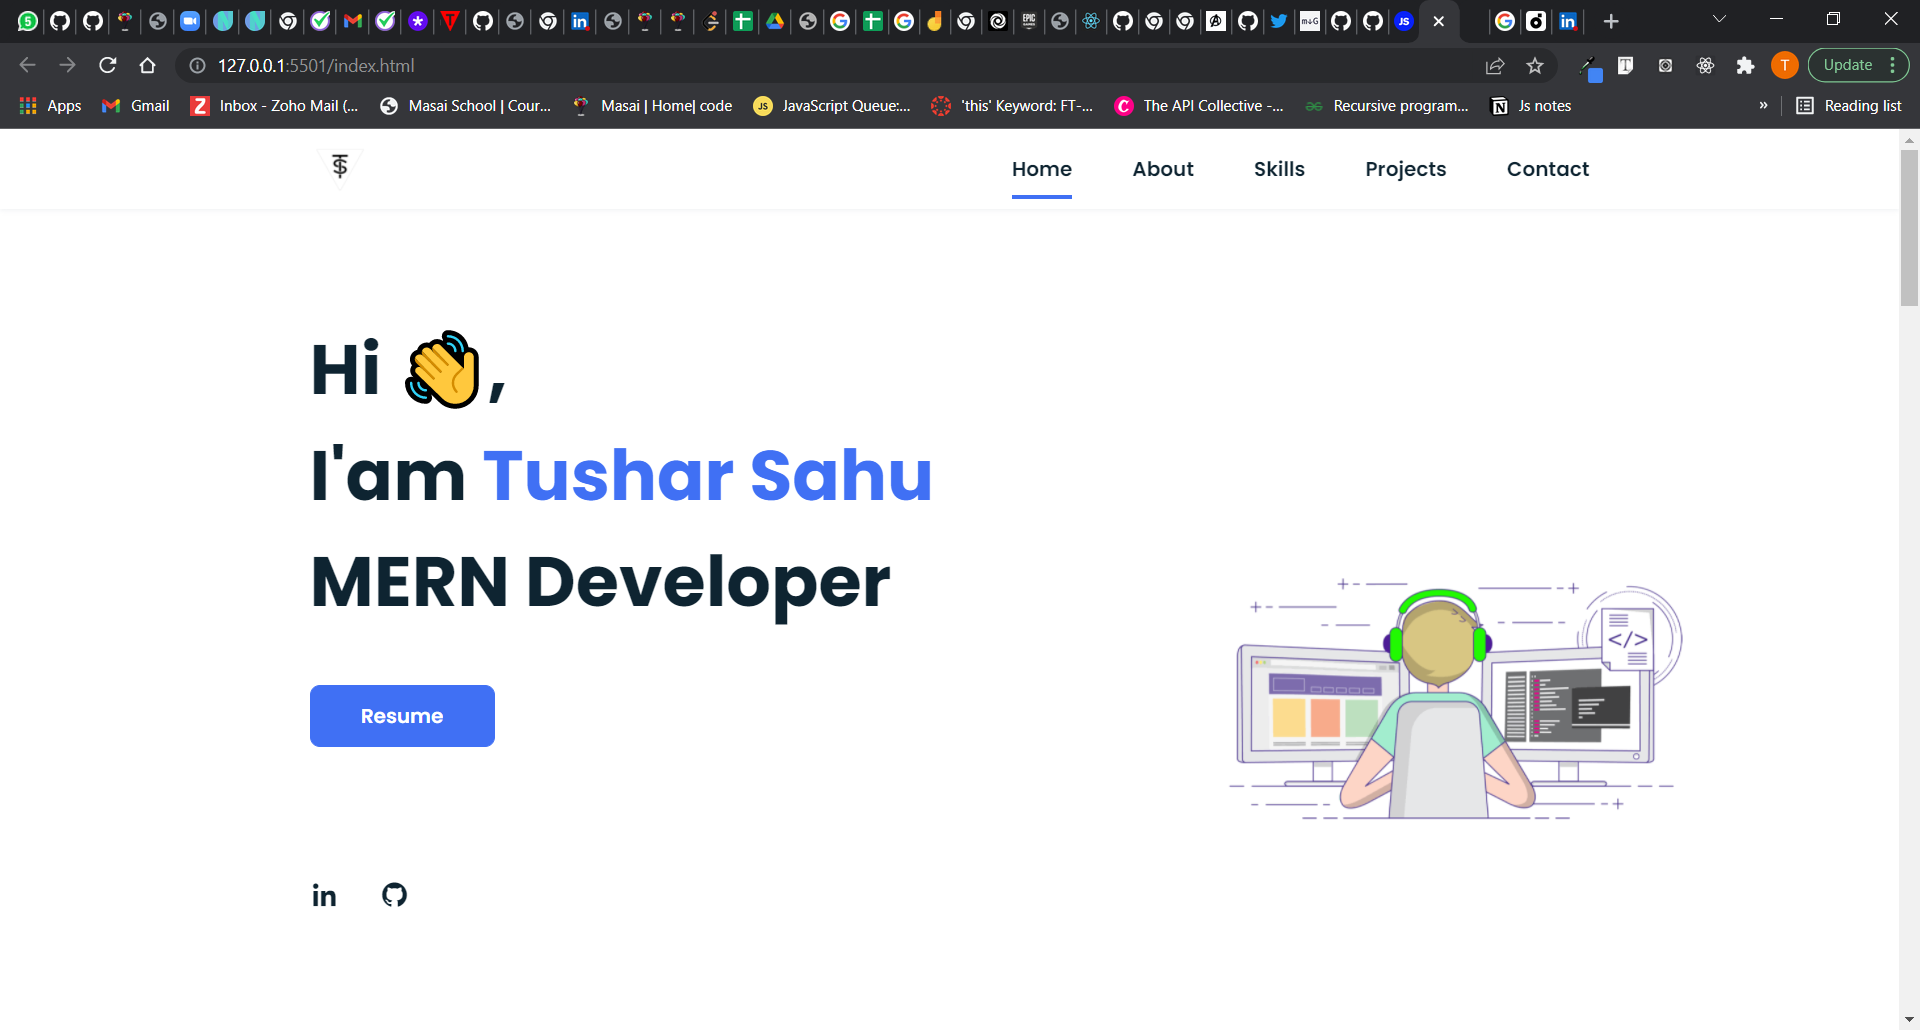 127.0.0.1:5501/index.html
Update
Apps
Gmail
Inbox - Zoho Mail (...
Masai School | Cour...
Masai | Home| code
JavaScript Queue:...
'this' Keyword: FT-...
The API Collective -...
Recursive program...
Js notes
»
Reading list
Home
About
Skills
Projects
Contact
Hi 👋,
I'am Tushar Sahu
MERN Developer
</>
Resume
in